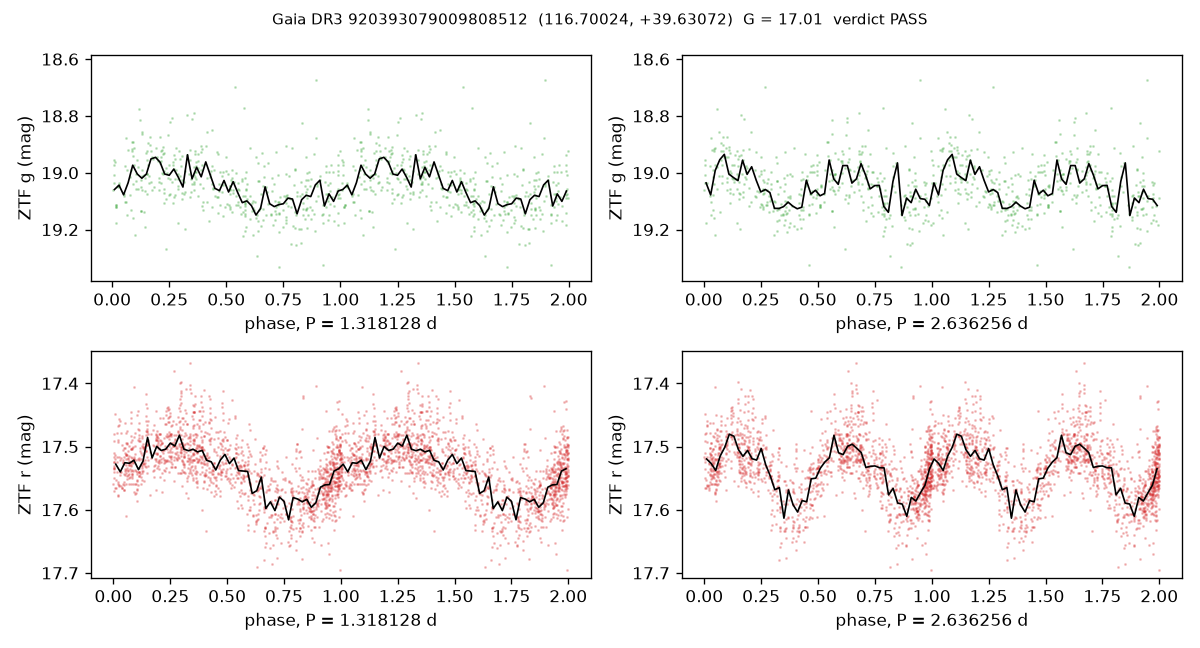 Gaia DR3 920393079009808512  (116.70024, +39.63072)  G = 17.01  verdict PASS
18.6
18.8
19.0
19.2
ZTF g (mag)
0.00 0.25 0.50 0.75 1.00 1.25 1.50 1.75 2.00
phase, P = 1.318128 d
18.6
18.8
19.0
19.2
ZTF g (mag)
0.00 0.25 0.50 0.75 1.00 1.25 1.50 1.75 2.00
phase, P = 2.636256 d
17.4
17.5
17.6
17.7
ZTF r (mag)
0.00 0.25 0.50 0.75 1.00 1.25 1.50 1.75 2.00
phase, P = 1.318128 d
17.4
17.5
17.6
17.7
ZTF r (mag)
0.00 0.25 0.50 0.75 1.00 1.25 1.50 1.75 2.00
phase, P = 2.636256 d